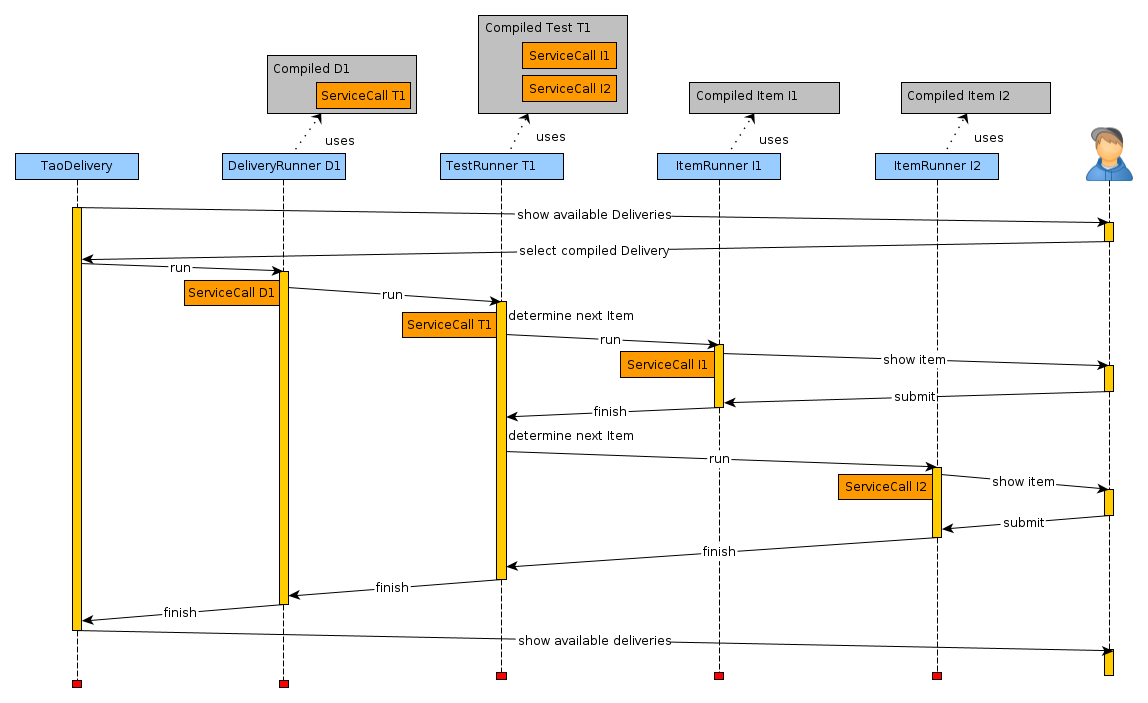 Compiled Test T1
ServiceCall I1
ServiceCall I2
Compiled D1
ServiceCall T1
Compiled Item I1
Compiled Item I2
uses
uses
uses
uses
TaoDelivery
DeliveryRunner D1
TestRunner T1
ItemRunner I1
ItemRunner I2
show available Deliveries
select compiled Delivery
run
ServiceCall D1
run
determine next Item
ServiceCall T1
run
show item
ServiceCall I1
submit
finish
determine next Item
run
show item
ServiceCall I2
submit
finish
finish
finish
show available deliveries